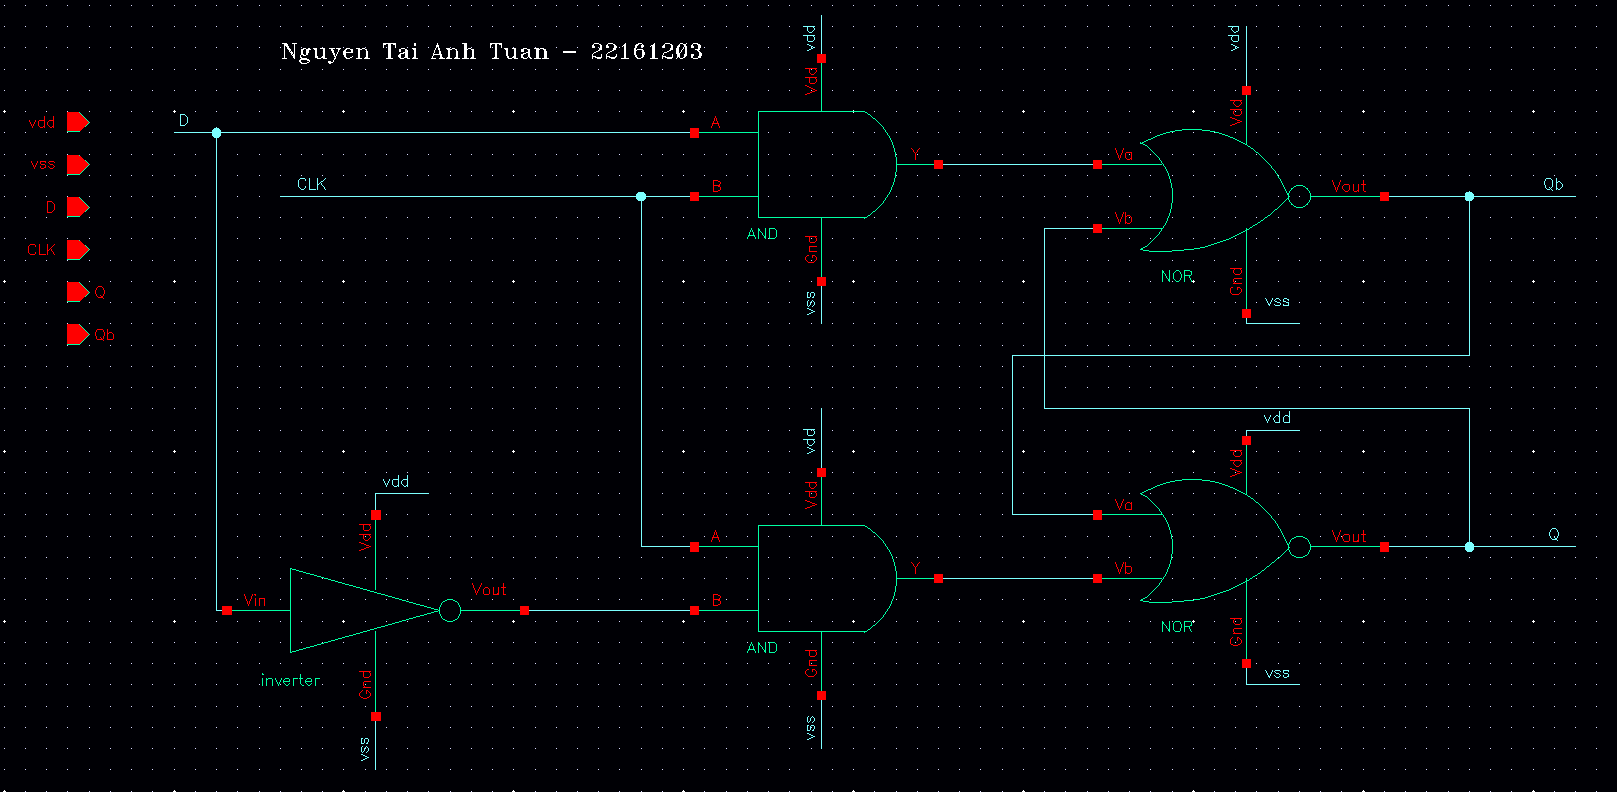 Nguyen Tai Anh Tuan - 22161203
vdd
vss
D
CLK
Q
Qb
D
CLK
vdd
Vdd
A
B
Y
AND
Gnd
vss
vdd
Vdd
Va
Vb
Vout
Qb
NOR
Gnd
vss
vdd
Vdd
Vin
Vout
inverter
Gnd
vss
vdd
Vdd
A
B
Y
AND
Gnd
vss
vdd
Vdd
Va
Vb
Vout
Q
NOR
Gnd
vss